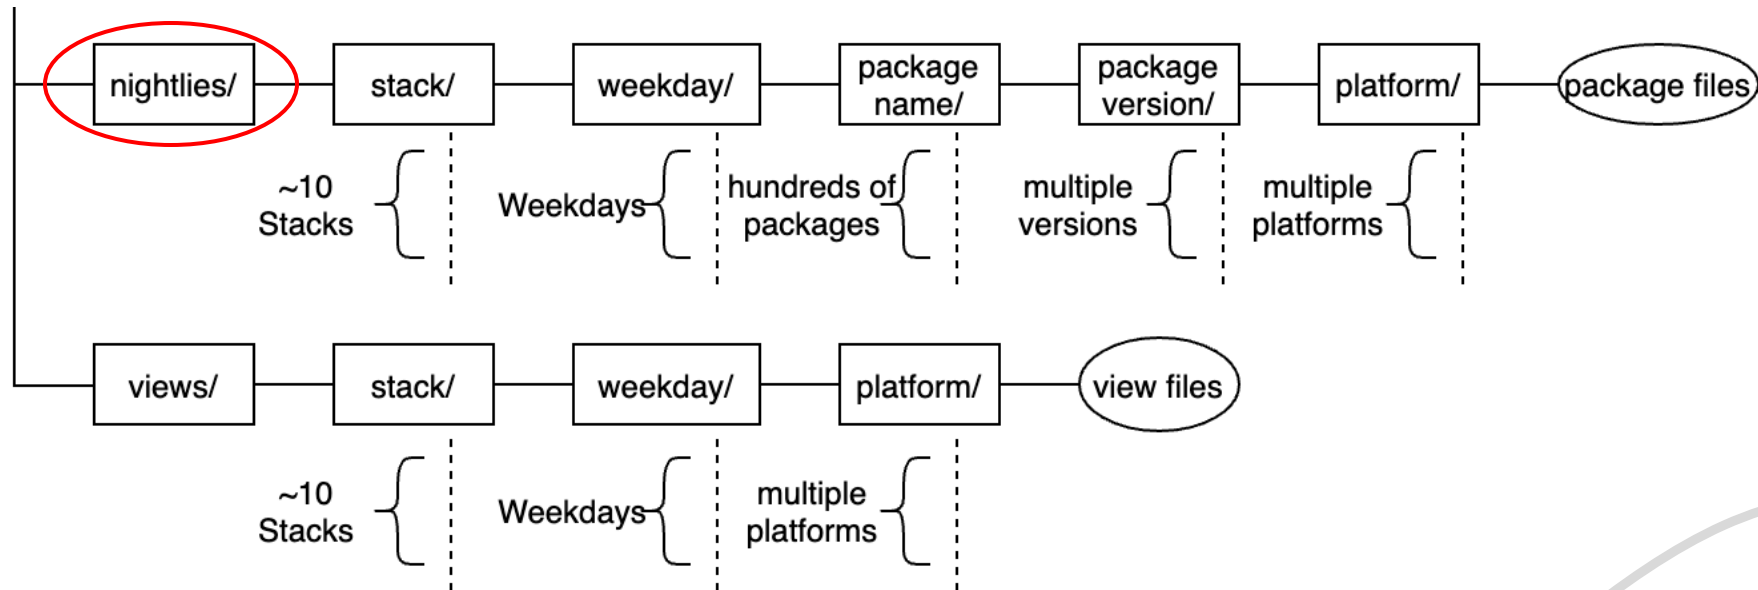 nightlies/
stack/
weekday/
package
name/
package
version/
platform/
package files
~10
Stacks
Weekdays
hundreds of
packages
multiple
versions
multiple
platforms
views/
stack/
weekday/
platform/
view files
~10
Stacks
Weekdays
multiple
platforms